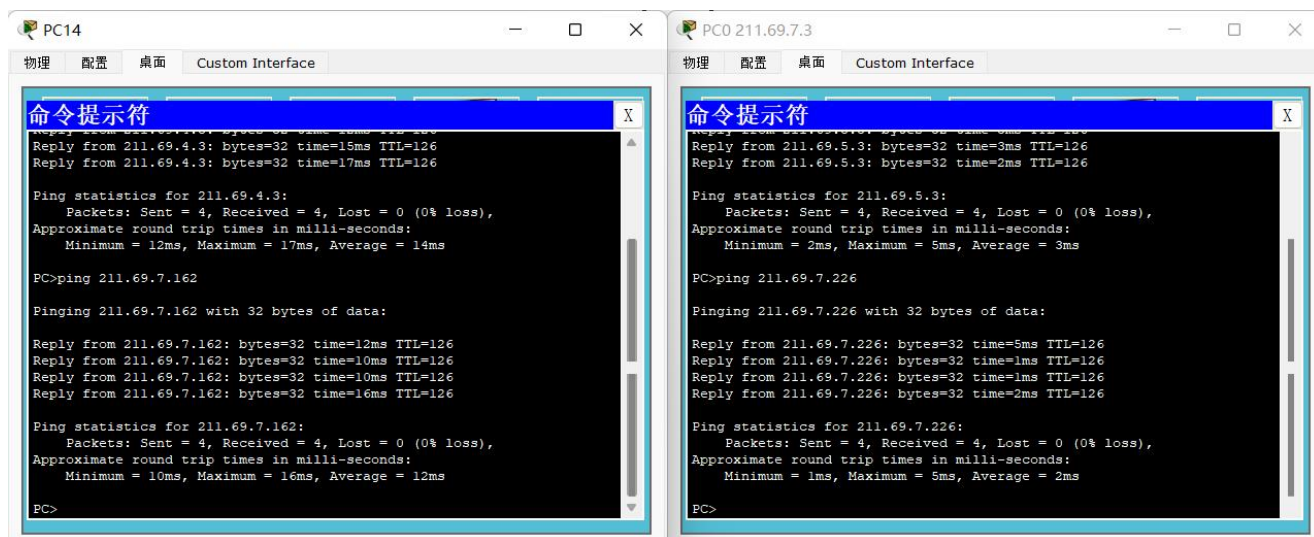 PC14
物理 配置 桌面 Custom Interface
命令提示符 X
Reply from 211.69.4.3: bytes=32 time=15ms TTL=126
Reply from 211.69.4.3: bytes=32 time=17ms TTL=126
Ping statistics for 211.69.4.3:
Packets: Sent = 4, Received = 4, Lost = 0 (0% loss),
Approximate round trip times in milli-seconds:
Minimum = 12ms, Maximum = 17ms, Average = 14ms
PC>ping 211.69.7.162
Pinging 211.69.7.162 with 32 bytes of data:
Reply from 211.69.7.162: bytes=32 time=12ms TTL=126
Reply from 211.69.7.162: bytes=32 time=10ms TTL=126
Reply from 211.69.7.162: bytes=32 time=10ms TTL=126
Reply from 211.69.7.162: bytes=32 time=16ms TTL=126
Ping statistics for 211.69.7.162:
Packets: Sent = 4, Received = 4, Lost = 0 (0% loss),
Approximate round trip times in milli-seconds:
Minimum = 10ms, Maximum = 16ms, Average = 12ms
PC>
PC0 211.69.7.3
物理 配置 桌面 Custom Interface
命令提示符 X
Reply from 211.69.5.3: bytes=32 time=3ms TTL=126
Reply from 211.69.5.3: bytes=32 time=2ms TTL=126
Ping statistics for 211.69.5.3:
Packets: Sent = 4, Received = 4, Lost = 0 (0% loss),
Approximate round trip times in milli-seconds:
Minimum = 2ms, Maximum = 5ms, Average = 3ms
PC>ping 211.69.7.226
Pinging 211.69.7.226 with 32 bytes of data:
Reply from 211.69.7.226: bytes=32 time=5ms TTL=126
Reply from 211.69.7.226: bytes=32 time=1ms TTL=126
Reply from 211.69.7.226: bytes=32 time=1ms TTL=126
Reply from 211.69.7.226: bytes=32 time=2ms TTL=126
Ping statistics for 211.69.7.226:
Packets: Sent = 4, Received = 4, Lost = 0 (0% loss),
Approximate round trip times in milli-seconds:
Minimum = 1ms, Maximum = 5ms, Average = 2ms
PC>